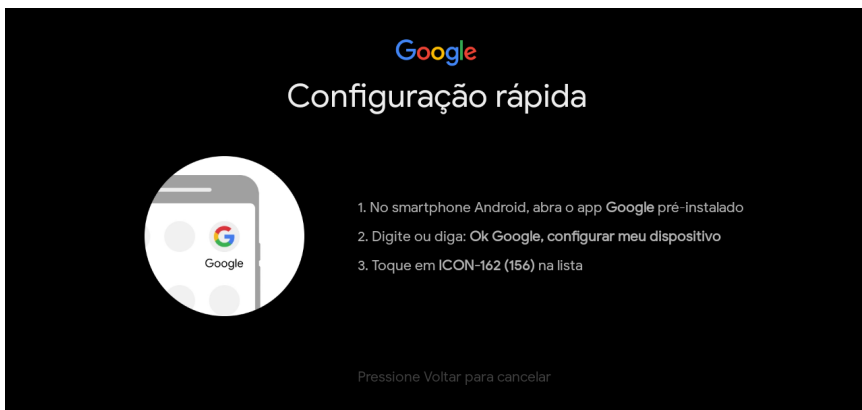 Google
Configuração rápida
Google
1. No smartphone Android, abra o app Google pré-instalado
2. Digite ou diga: Ok Google, configurar meu dispositivo
3. Toque em ICON-162 (156) na lista
Pressione Voltar para cancelar